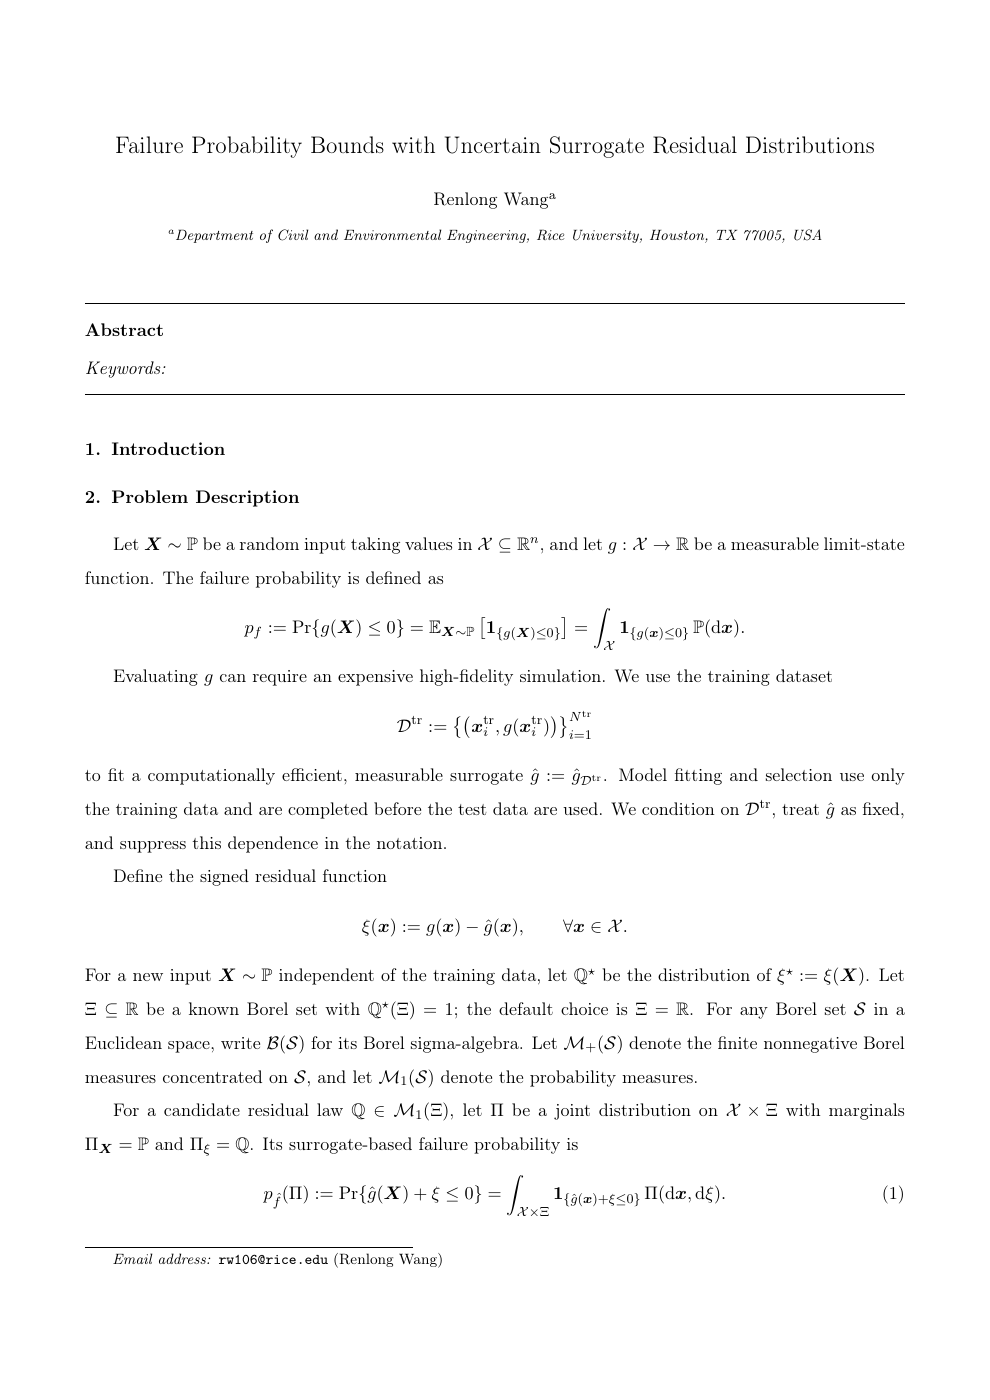 Failure Probability Bounds with Uncertain Surrogate Residual Distributions
Renlong Wangᵃ
ᵃDepartment of Civil and Environmental Engineering, Rice University, Houston, TX 77005, USA
Abstract
Keywords:
1. Introduction
2. Problem Description
Let 𝑿 ∼ ℙ be a random input taking values in 𝒳 ⊆ ℝⁿ, and let g : 𝒳 → ℝ be a measurable limit-state
function. The failure probability is defined as
p_f := Pr{g(𝑿) ≤ 0} = 𝔼_{𝑿∼ℙ} [𝟏_{{g(𝑿)≤0}}] = ∫_𝒳 𝟏_{{g(𝒙)≤0}} ℙ(d𝒙).
Evaluating g can require an expensive high-fidelity simulation. We use the training dataset
𝒟^tr := {(𝒙_i^tr, g(𝒙_i^tr))}_{i=1}^{N^tr}
to fit a computationally efficient, measurable surrogate ĝ := ĝ_{𝒟^tr}. Model fitting and selection use only
the training data and are completed before the test data are used. We condition on 𝒟^tr, treat ĝ as fixed,
and suppress this dependence in the notation.
Define the signed residual function
ξ(𝒙) := g(𝒙) − ĝ(𝒙), ∀𝒙 ∈ 𝒳.
For a new input 𝑿 ∼ ℙ independent of the training data, let ℚ⋆ be the distribution of ξ⋆ := ξ(𝑿). Let
Ξ ⊆ ℝ be a known Borel set with ℚ⋆(Ξ) = 1; the default choice is Ξ = ℝ. For any Borel set 𝒮 in a
Euclidean space, write ℬ(𝒮) for its Borel sigma-algebra. Let ℳ₊(𝒮) denote the finite nonnegative Borel
measures concentrated on 𝒮, and let ℳ₁(𝒮) denote the probability measures.
For a candidate residual law ℚ ∈ ℳ₁(Ξ), let Π be a joint distribution on 𝒳 × Ξ with marginals
Π_𝑿 = ℙ and Π_ξ = ℚ. Its surrogate-based failure probability is
p_f̂(Π) := Pr{ĝ(𝑿) + ξ ≤ 0} = ∫_{𝒳×Ξ} 𝟏_{{ĝ(𝒙)+ξ≤0}} Π(d𝒙, dξ). (1)
Email address: rw106@rice.edu (Renlong Wang)